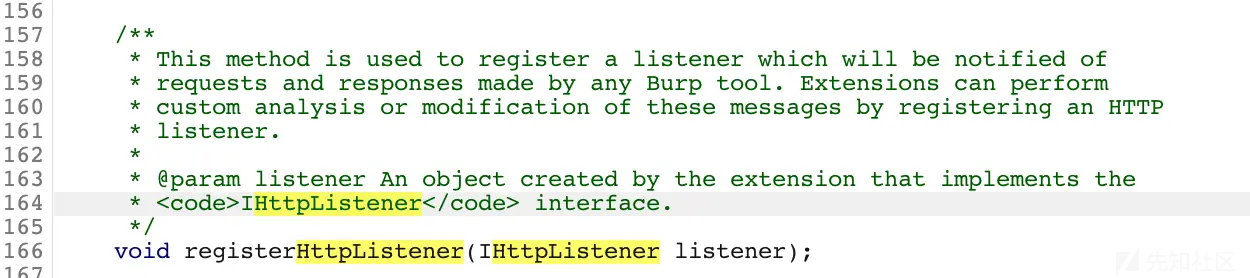 156
157 /**
158 * This method is used to register a listener which will be notified of
159 * requests and responses made by any Burp tool. Extensions can perform
160 * custom analysis or modification of these messages by registering an HTTP
161 * listener.
162 *
163 * @param listener An object created by the extension that implements the
164 * <code>IHttpListener</code> interface.
165 */
166 void registerHttpListener(IHttpListener listener);
167
先知社区